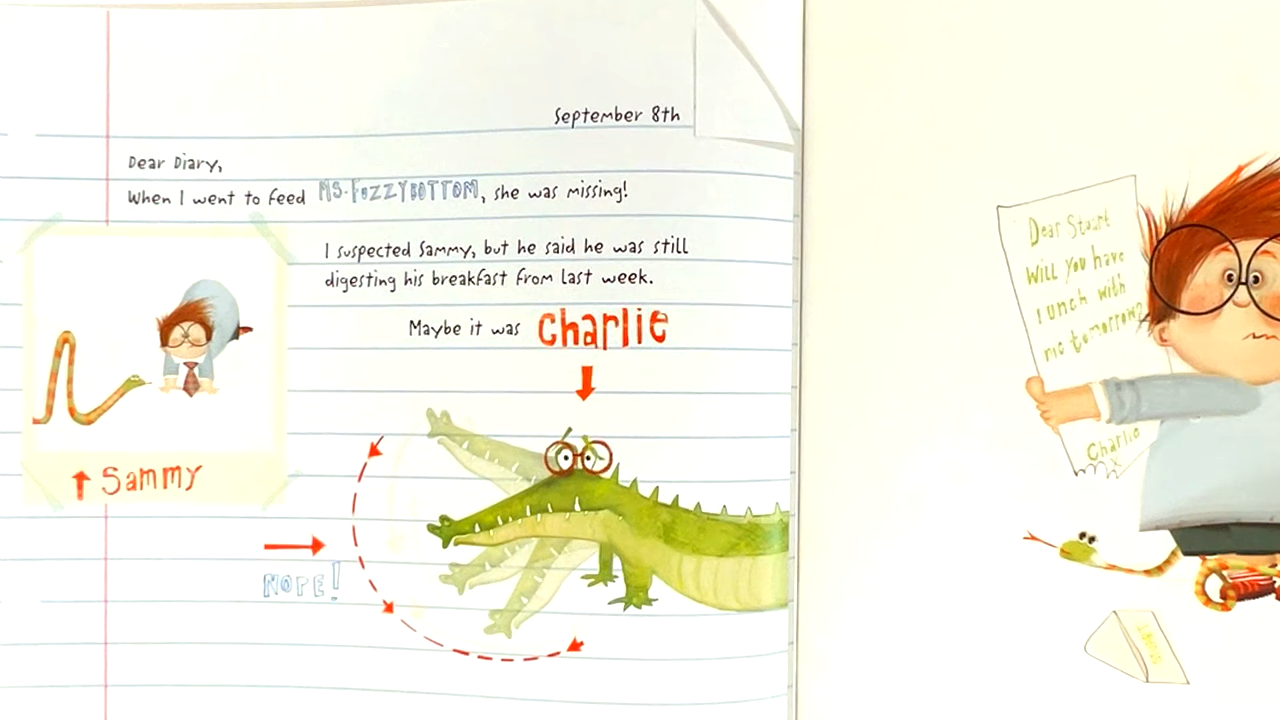 September 8th
Dear Diary,
When I went to feed MS. FUZZYBOTTOM, she was missing!
I suspected Sammy, but he said he was still
digesting his breakfast from last week.
Maybe it was Charlie
Sammy
NOPE!
Dear Stuart
Will you have
lunch with
me tomorrow?
Charlie